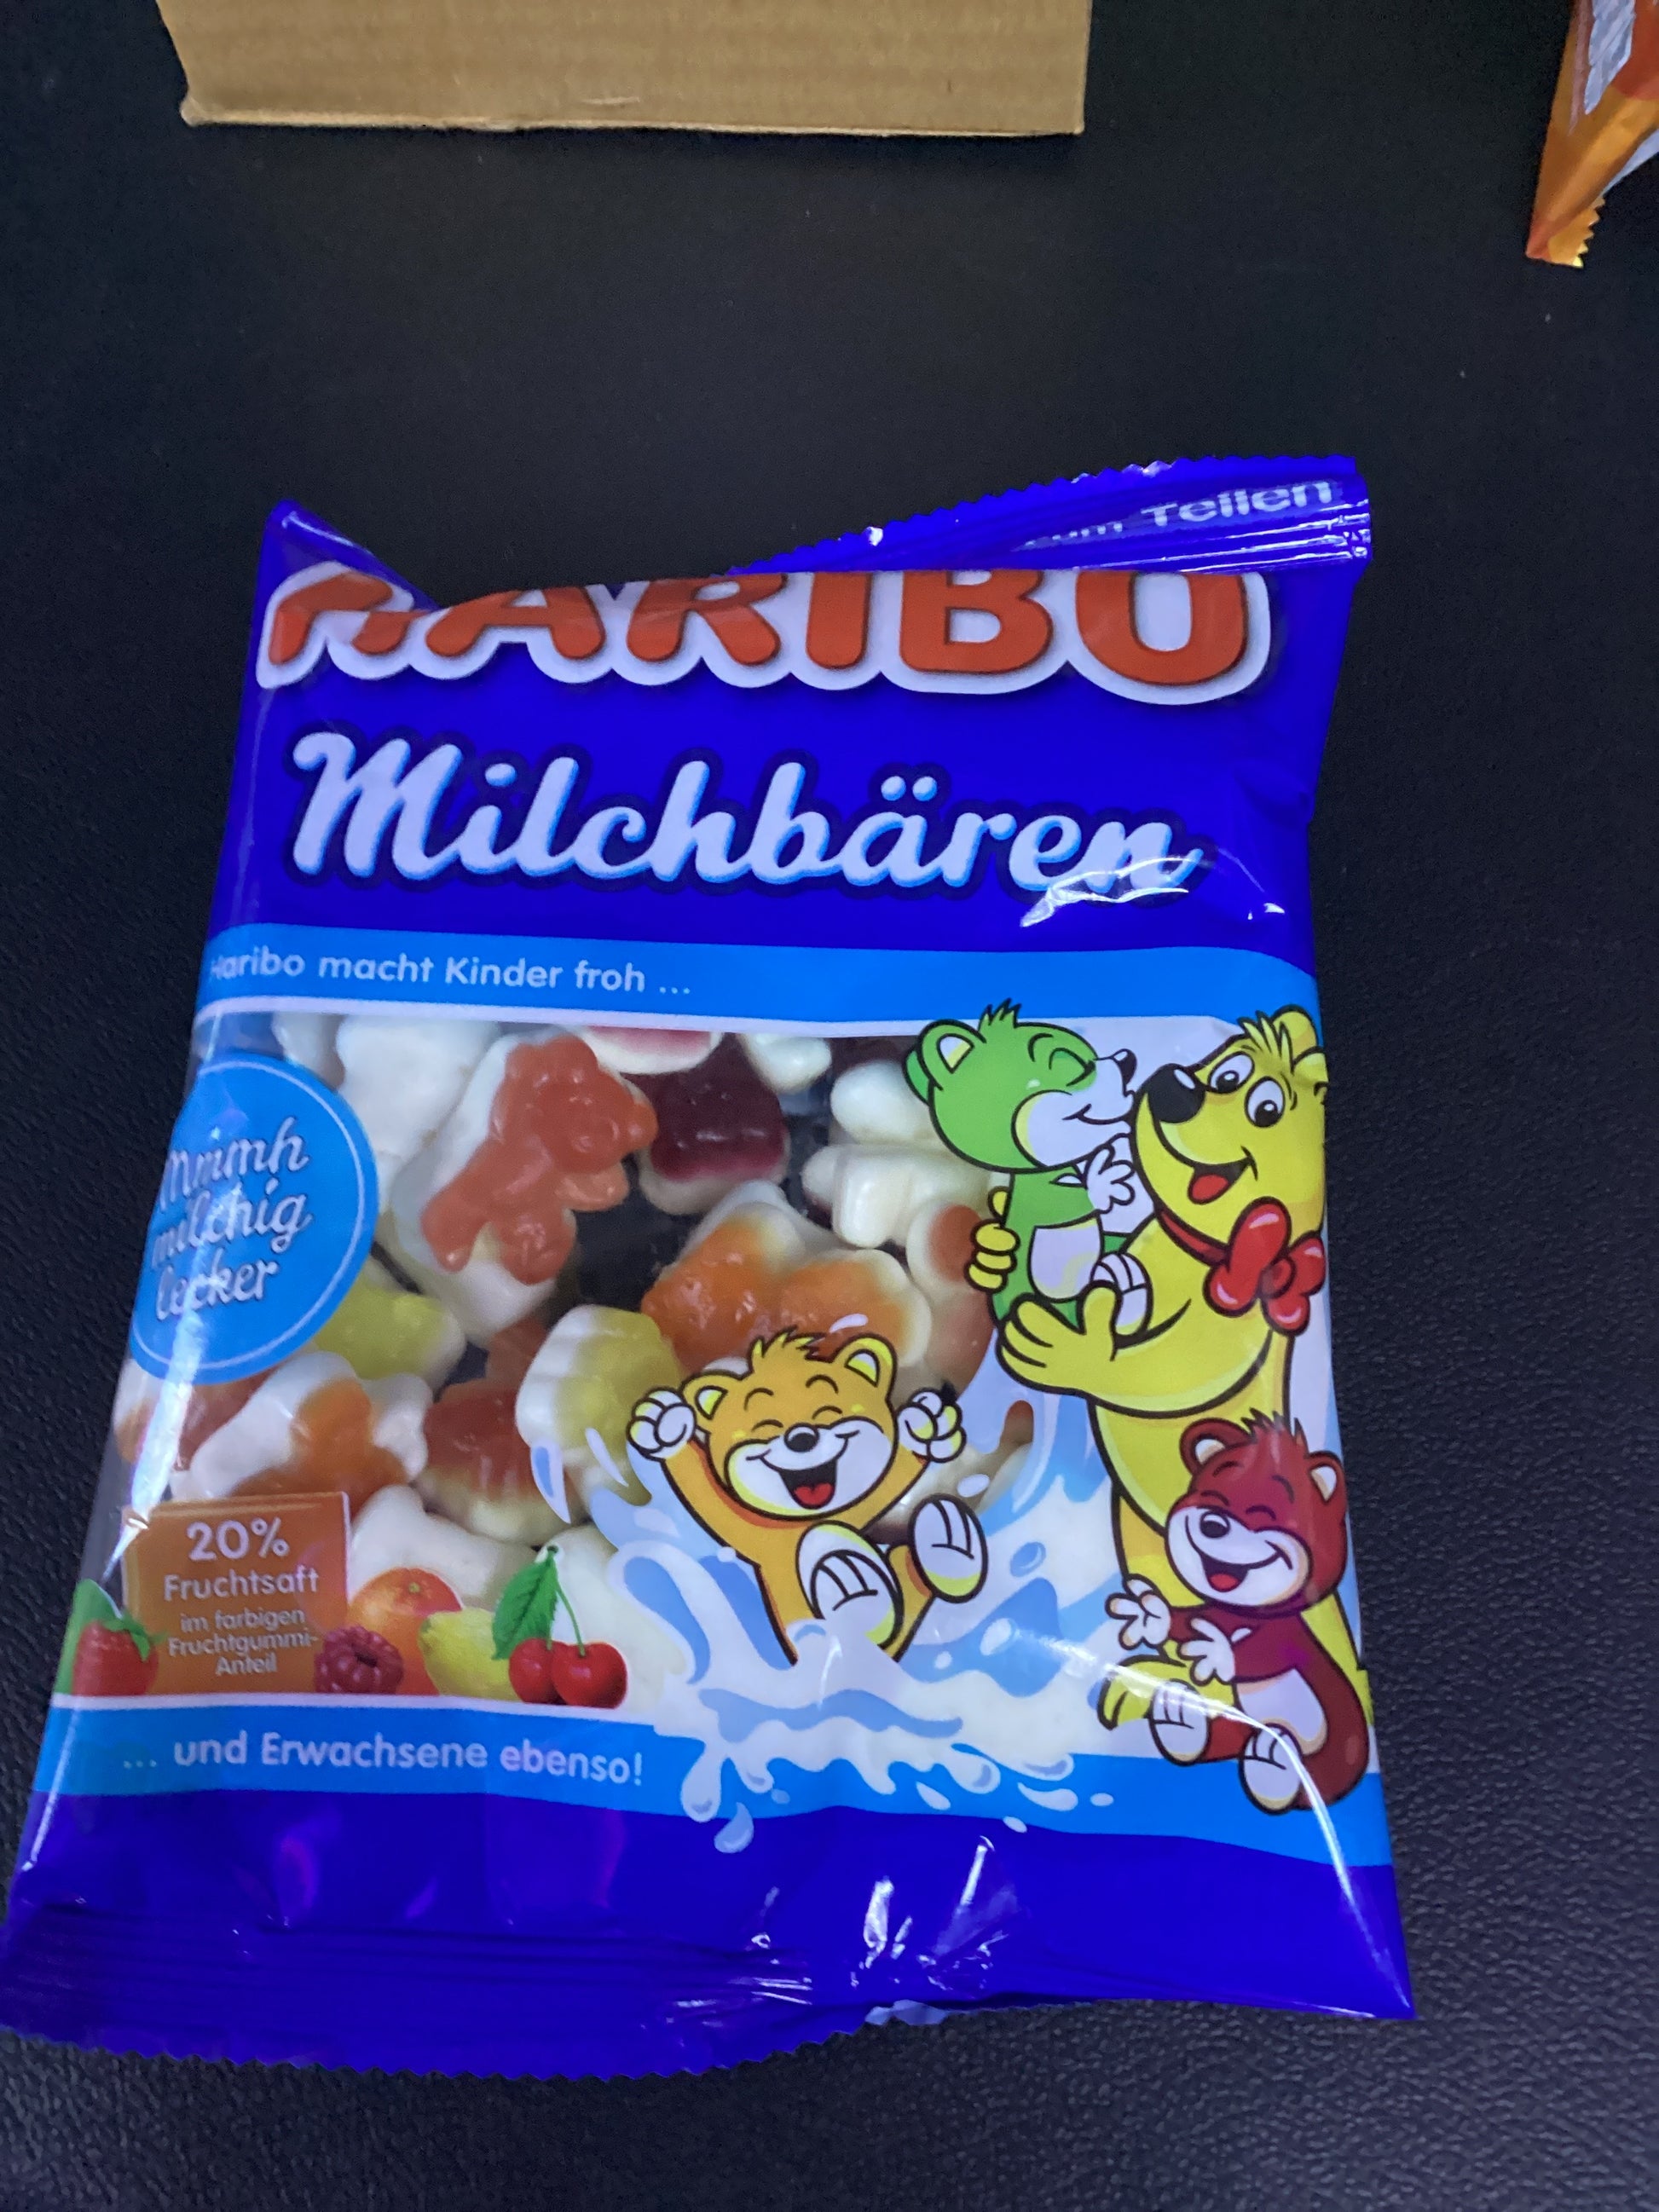 zum Teilen
HARIBO
Milchbären
Haribo macht Kinder froh ...
Mmmh
milchig
lecker
20%
Fruchtsaft
im farbigen
Fruchtgummi-
Anteil
... und Erwachsene ebenso!